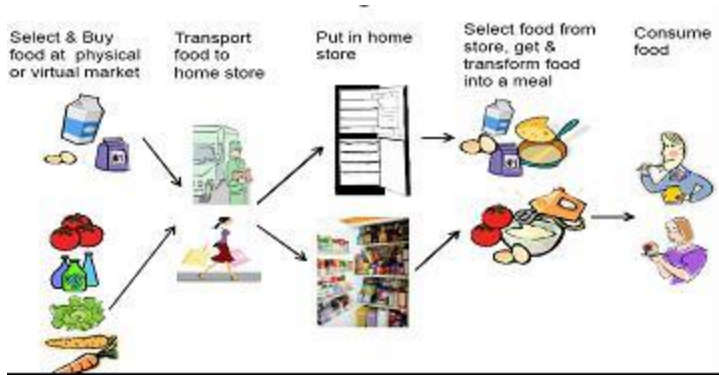 Select & Buy
food at physical
or virtual market
Transport
food to
home store
Put in home
store
Select food from
store, get &
transform food
into a meal
Consume
food